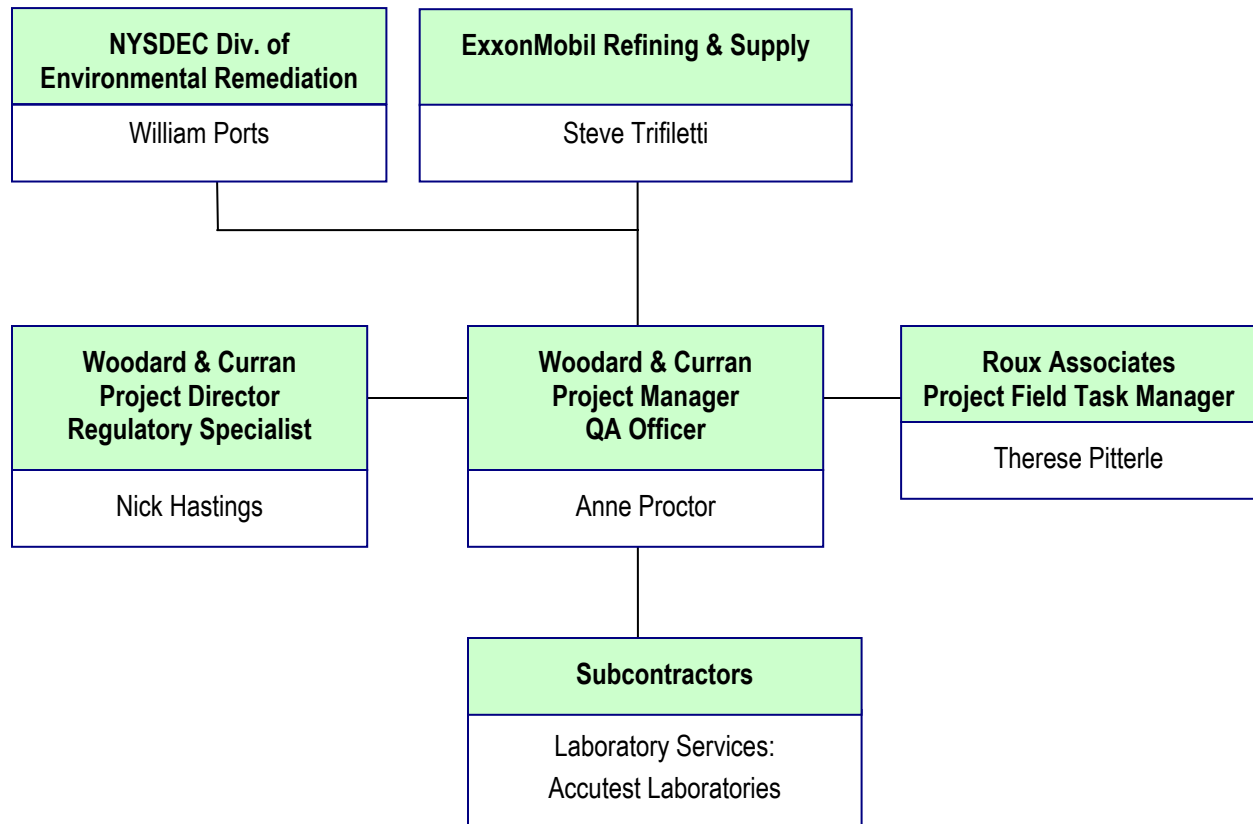 NYSDEC Div. of
Environmental Remediation
William Ports
ExxonMobil Refining & Supply
Steve Trifiletti
Woodard & Curran
Project Director
Regulatory Specialist
Nick Hastings
Woodard & Curran
Project Manager
QA Officer
Anne Proctor
Roux Associates
Project Field Task Manager
Therese Pitterle
Subcontractors
Laboratory Services:
Accutest Laboratories